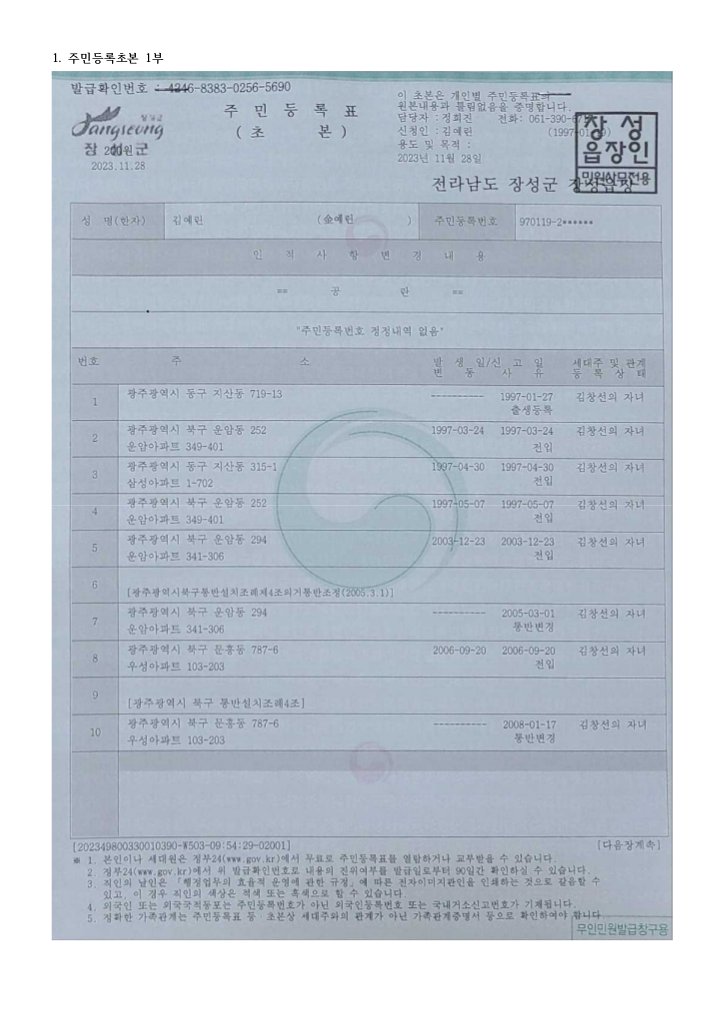 1. 주민등록초본 1부
발급확인번호 : 4246-8383-0256-5690
Jangseong
장성군
2023.11.28
주 민 등 록 표
( 초 본 )
이 초본은 개인별 주민등록표의
원본내용과 틀림없음을 증명합니다.
담당자 : 정희진 전화: 061-390-
신청인 : 김예린 (1997-01-
용도 및 목적 :
2023년 11월 28일
전라남도 장성군 장성읍장
장성
읍장인
민원사무전용
성 명(한자) 김예린 (金예린 ) 주민등록번호 970119-2******
인 적 사 항 변 경 내 용
== 공 란 ==
"주민등록번호 정정내역 없음"
번호 주 소 발 생 일/신 고 일 세대주 및 관계
변 동 사 유 등 록 상 태
1 광주광역시 동구 지산동 719-13 ---------- 1997-01-27 김창선의 자녀
출생등록
2 광주광역시 북구 운암동 252 1997-03-24 1997-03-24 김창선의 자녀
운암아파트 349-401 전입
3 광주광역시 동구 지산동 315-1 1997-04-30 1997-04-30 김창선의 자녀
삼성아파트 1-702 전입
4 광주광역시 북구 운암동 252 1997-05-07 1997-05-07 김창선의 자녀
운암아파트 349-401 전입
5 광주광역시 북구 운암동 294 2003-12-23 2003-12-23 김창선의 자녀
운암아파트 341-306 전입
6 [광주광역시북구통반설치조례제4조의거통반조정(2005.3.1)]
7 광주광역시 북구 운암동 294 ---------- 2005-03-01 김창선의 자녀
운암아파트 341-306 통반변경
8 광주광역시 북구 문흥동 787-6 2006-09-20 2006-09-20 김창선의 자녀
우성아파트 103-203 전입
9 [광주광역시 북구 통반설치조례4조]
10 광주광역시 북구 문흥동 787-6 ---------- 2008-01-17 김창선의 자녀
우성아파트 103-203 통반변경
[202349800330010390-W503-09:54:29-02001] [다음장계속]
※ 1. 본인이나 세대원은 정부24(www.gov.kr)에서 무료로 주민등록표를 열람하거나 교부받을 수 있습니다.
2. 정부24(www.gov.kr)에서 위 발급확인번호로 내용의 진위여부를 발급일로부터 90일간 확인하실 수 있습니다.
3. 직인의 날인은 「행정업무의 효율적 운영에 관한 규정」에 따른 전자이미지관인을 인쇄하는 것으로 갈음할 수
있고, 이 경우 직인의 색상은 적색 또는 흑색으로 할 수 있습니다.
4. 외국인 또는 외국국적동포는 주민등록번호가 아닌 외국인등록번호 또는 국내거소신고번호가 기재됩니다.
5. 정확한 가족관계는 주민등록표 등·초본상 세대주와의 관계가 아닌 가족관계증명서 등으로 확인하여야 합니다
무인민원발급창구용